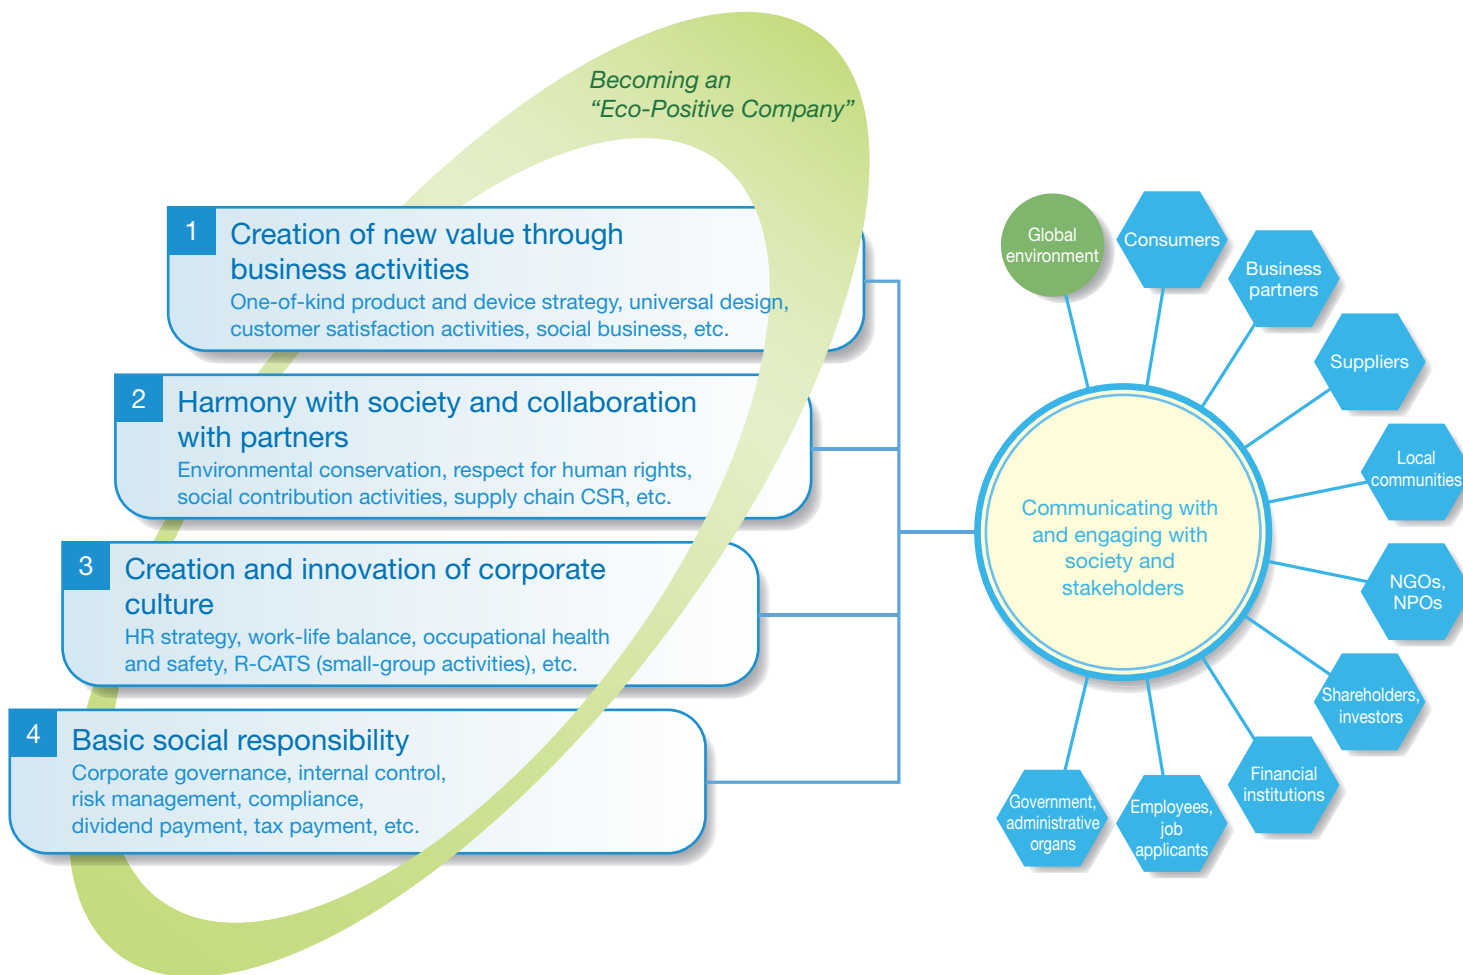 Becoming an
“Eco-Positive Company”
1
Creation of new value through
business activities
One-of-kind product and device strategy, universal design,
customer satisfaction activities, social business, etc.
2
Harmony with society and collaboration
with partners
Environmental conservation, respect for human rights,
social contribution activities, supply chain CSR, etc.
3
Creation and innovation of corporate
culture
HR strategy, work-life balance, occupational health
and safety, R-CATS (small-group activities), etc.
4
Basic social responsibility
Corporate governance, internal control,
risk management, compliance,
dividend payment, tax payment, etc.
Communicating with
and engaging with
society and
stakeholders
Global
environment
Consumers
Business
partners
Suppliers
Local
communities
NGOs,
NPOs
Shareholders,
investors
Financial
institutions
Employees,
job
applicants
Government,
administrative
organs